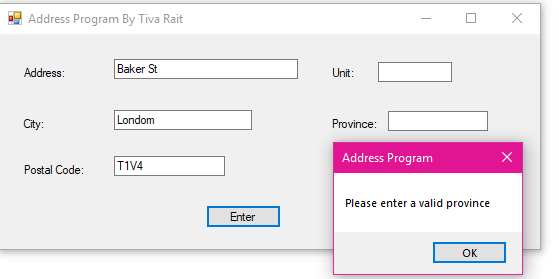 Address Program By Tiva Rait
Address: Baker St Unit:
City: Londom Province:
Postal Code: T1V4
Enter
Address Program
Please enter a valid province
OK